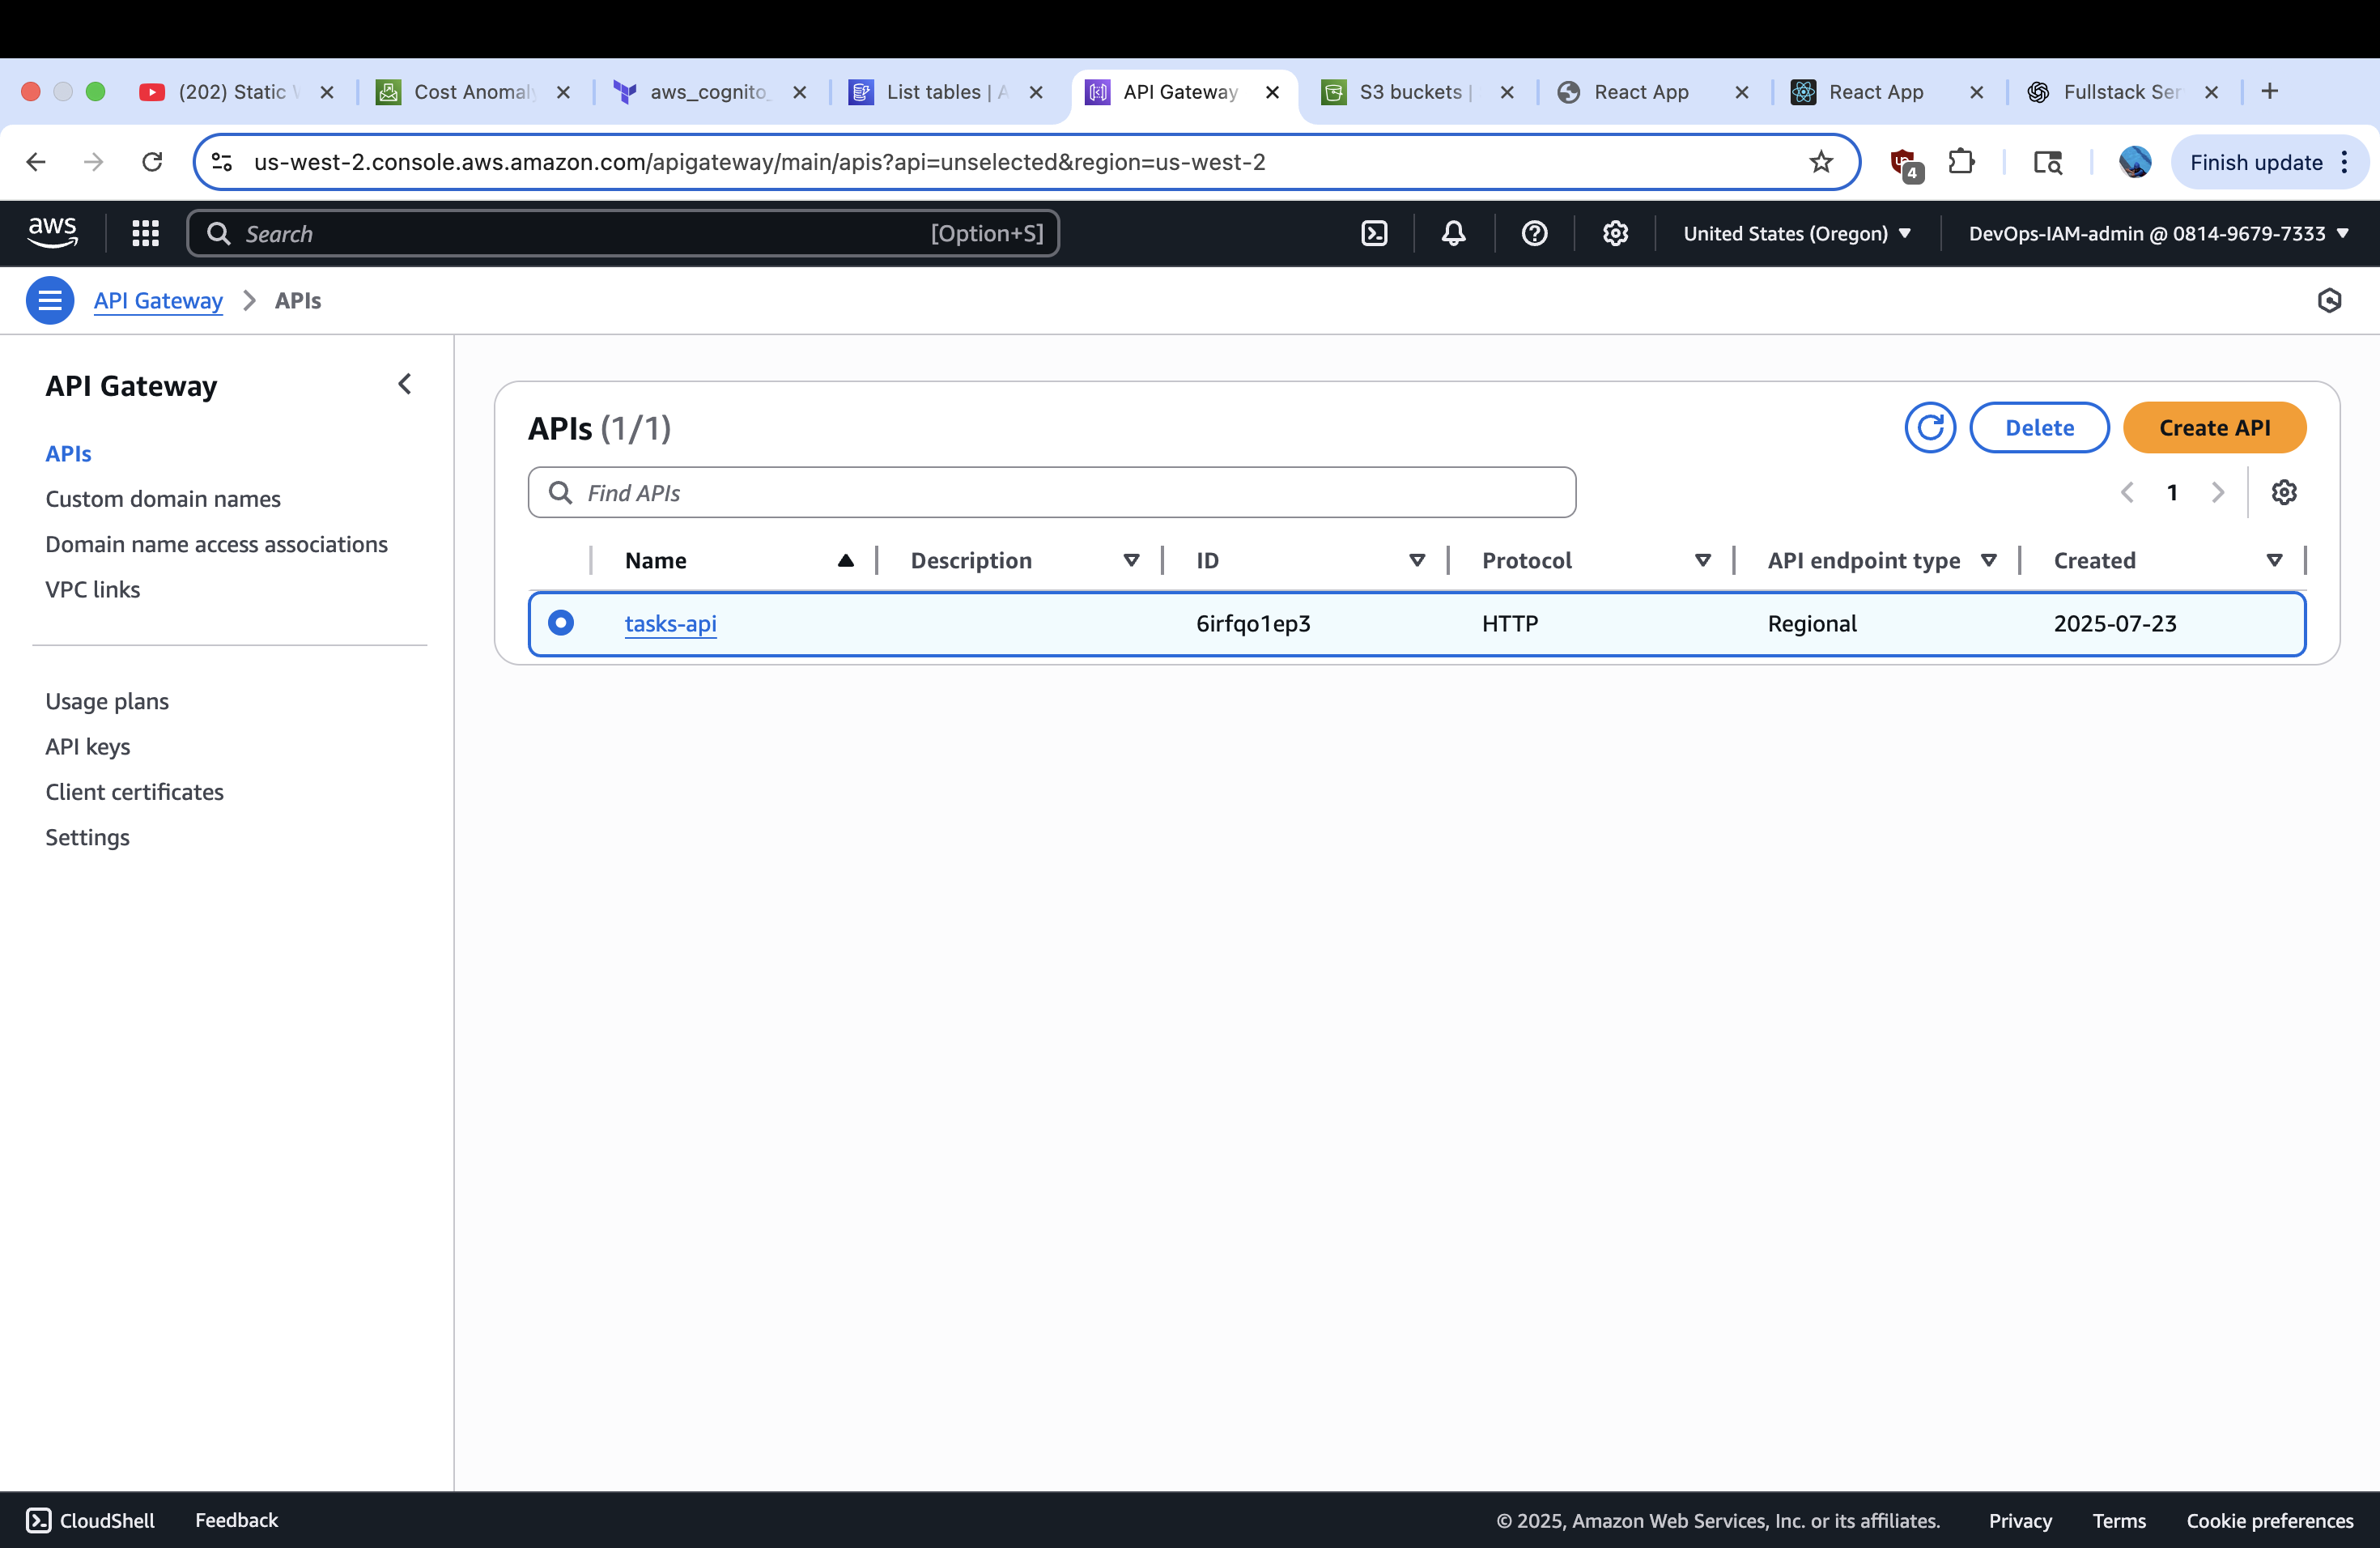 (202) Static
Cost Anomaly
aws_cognito_
List tables | A
API Gateway
S3 buckets |
React App
React App
Fullstack Ser
us-west-2.console.aws.amazon.com/apigateway/main/apis?api=unselected&region=us-west-2
4
Finish update
aws
Search
[Option+S]
United States (Oregon)
DevOps-IAM-admin @ 0814-9679-7333
API Gateway
APIs
API Gateway
APIs
Custom domain names
Domain name access associations
VPC links
Usage plans
API keys
Client certificates
Settings
APIs (1/1)
Delete
Create API
Find APIs
1
Name Description ID Protocol API endpoint type Created
tasks-api 6irfqo1ep3 HTTP Regional 2025-07-23
CloudShell Feedback
© 2025, Amazon Web Services, Inc. or its affiliates. Privacy Terms Cookie preferences